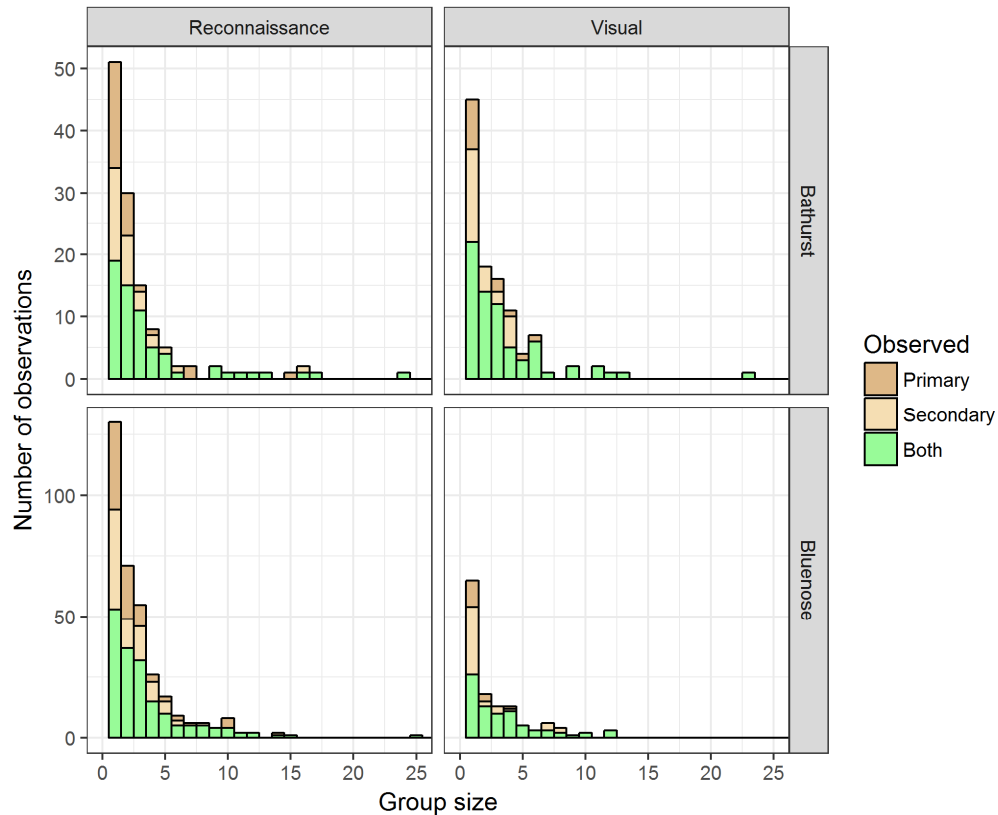 Reconnaissance
Visual
50
40
30
20
10
0
Bathurst
100
50
0
Bluenose
0 5 10 15 20 25
0 5 10 15 20 25
Number of observations
Group size
Observed
Primary
Secondary
Both